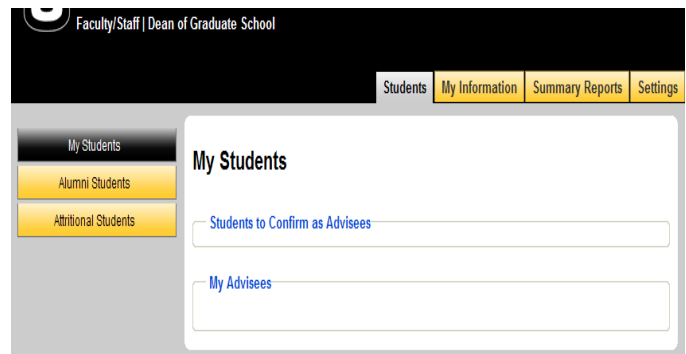 Faculty/Staff | Dean of Graduate School
Students My Information Summary Reports Settings
My Students
Alumni Students
Attritional Students
My Students
Students to Confirm as Advisees
My Advisees